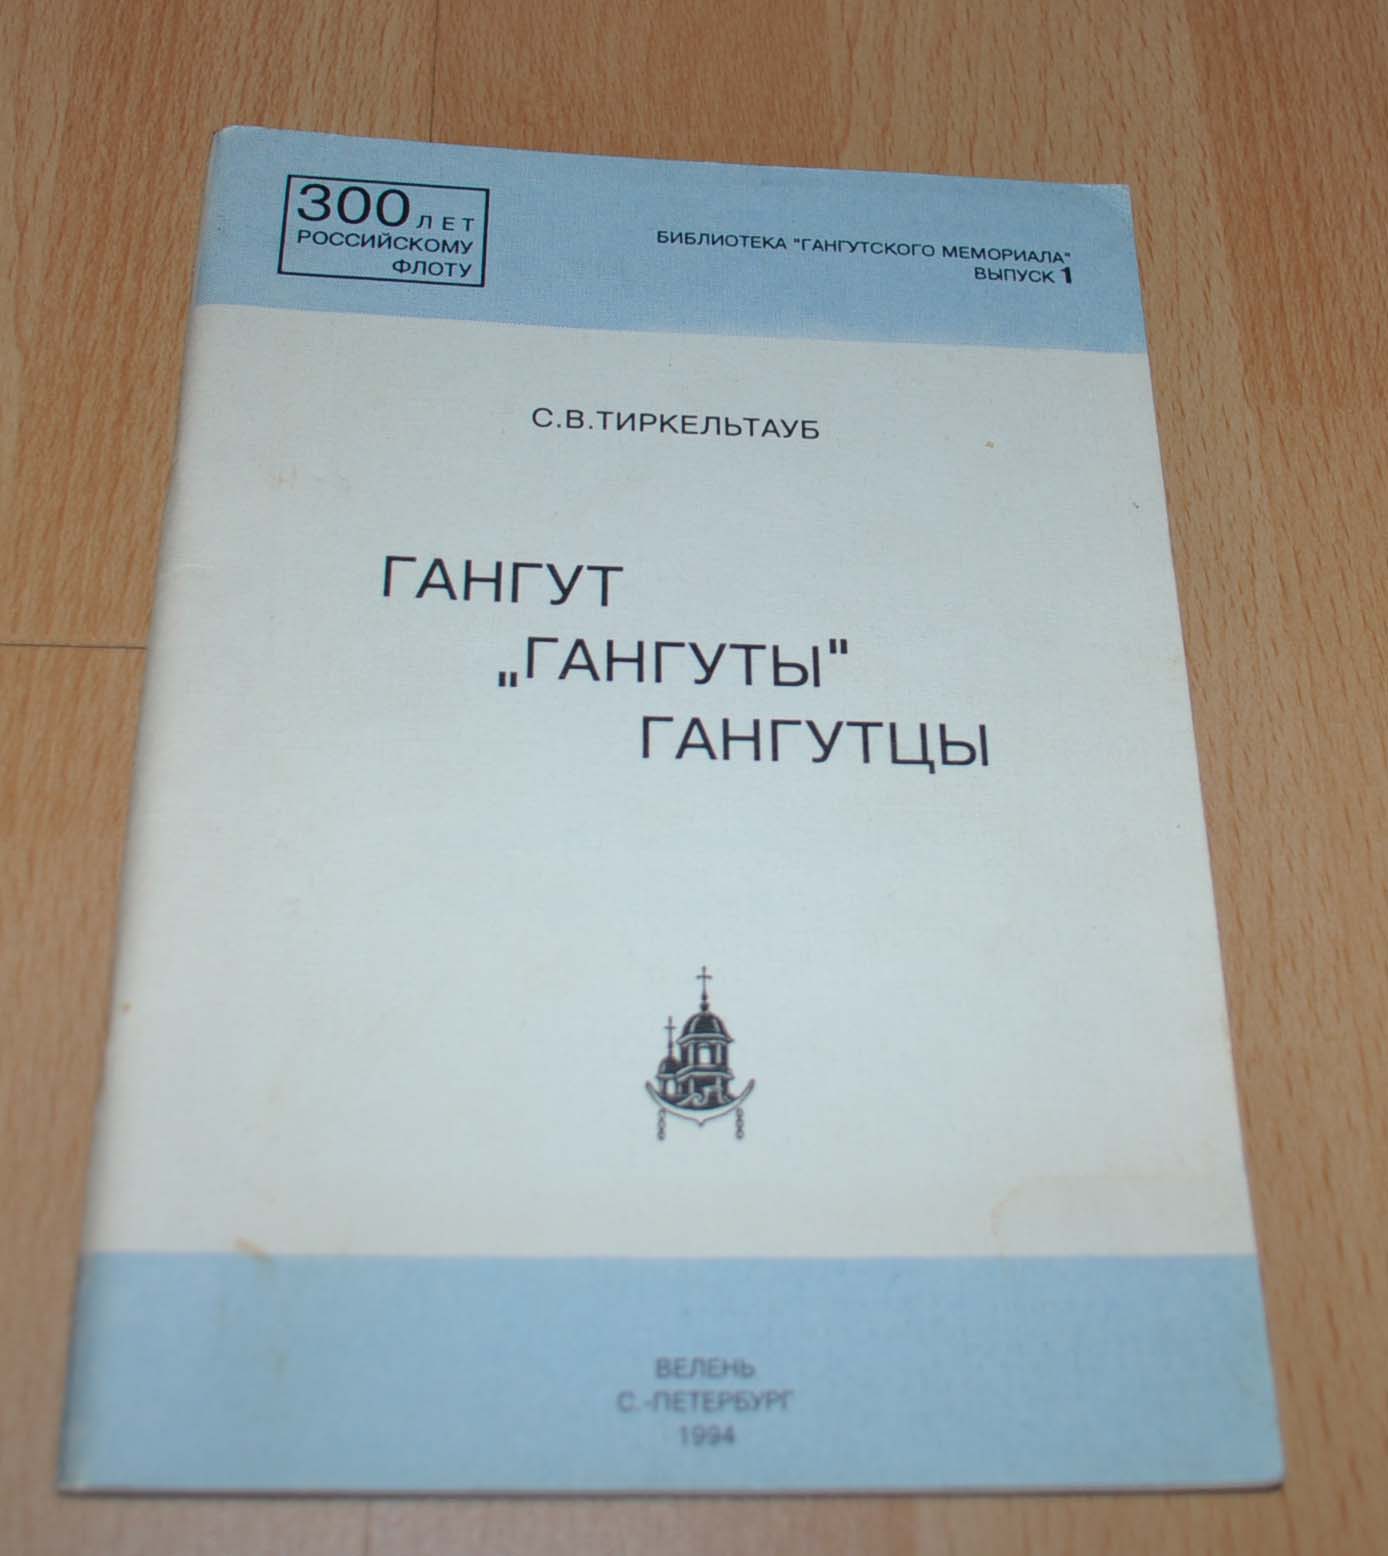 300 ЛЕТ
РОССИЙСКОМУ
ФЛОТУ
БИБЛИОТЕКА "ГАНГУТСКОГО МЕМОРИАЛА"
ВЫПУСК 1
С.В.ТИРКЕЛЬТАУБ
ГАНГУТ
„ГАНГУТЫ"
ГАНГУТЦЫ
ВЕЛЕНЬ
С.-ПЕТЕРБУРГ
1994